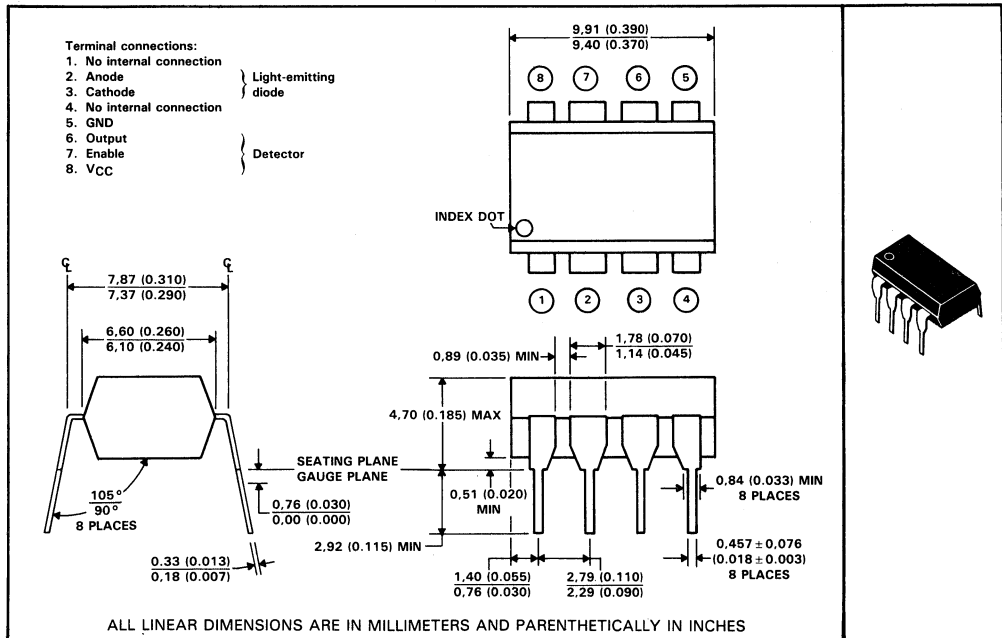 Terminal connections:
1. No internal connection
2. Anode
3. Cathode
Light-emitting
diode
4. No internal connection
5. GND
6. Output
7. Enable
8. VCC
Detector
9,91 (0.390)
9,40 (0.370)
8 7 6 5
INDEX DOT
1 2 3 4
℄ ℄
7,87 (0.310)
7,37 (0.290)
6,60 (0.260)
6,10 (0.240)
105°
90°
8 PLACES
0.33 (0.013)
0,18 (0.007)
SEATING PLANE
GAUGE PLANE
0,76 (0.030)
0,00 (0.000)
0,89 (0.035) MIN
1,78 (0.070)
1,14 (0.045)
4,70 (0.185) MAX
0,51 (0.020)
MIN
2,92 (0.115) MIN
0,84 (0.033) MIN
8 PLACES
0,457 ± 0,076
(0.018 ± 0.003)
8 PLACES
1,40 (0.055)
0,76 (0.030)
2,79 (0.110)
2,29 (0.090)
ALL LINEAR DIMENSIONS ARE IN MILLIMETERS AND PARENTHETICALLY IN INCHES